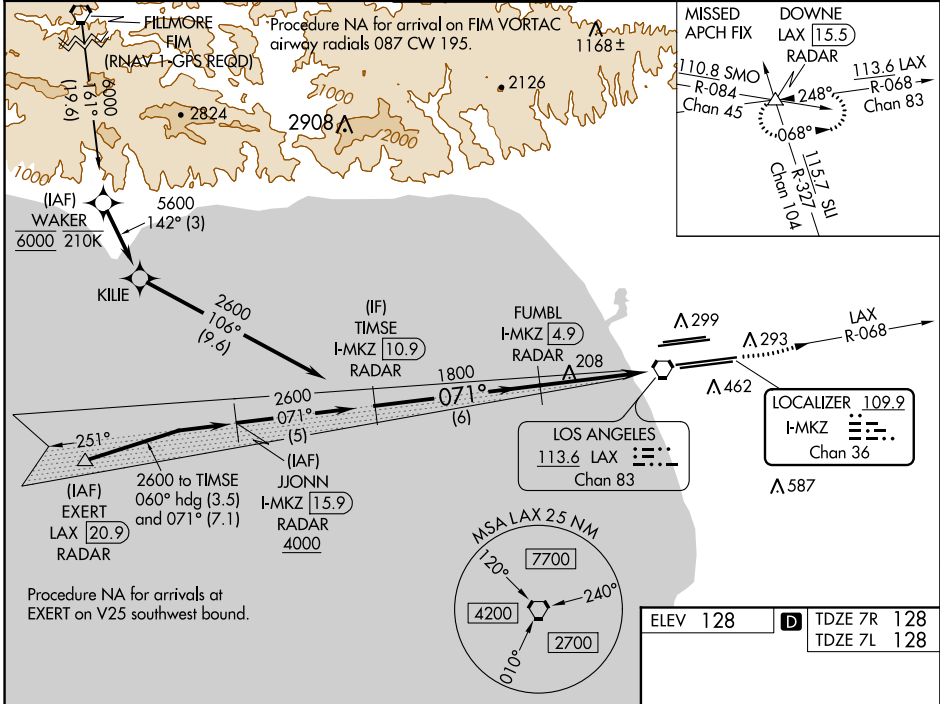 FILLMORE
FIM
(RNAV 1-GPS REQD)
Procedure NA for arrival on FIM VORTAC
airway radials 087 CW 195.
1168 ±
6000
161°
(19.6)
1000
2126
2824
2908
2000
1000
MISSED
APCH FIX
DOWNE
LAX 15.5
RADAR
110.8 SMO
R-084
Chan 45
113.6 LAX
R-068
Chan 83
248°
068°
115.7 SLI
R-327
Chan 104
(IAF)
WAKER
6000 210K
5600
142° (3)
KILIE
2600
106°
(9.6)
(IF)
TIMSE
I-MKZ 10.9
RADAR
FUMBL
I-MKZ 4.9
RADAR
208
299
293
462
587
LAX
R-068
1800
071°
(6)
2600
071°
(5)
251°
(IAF)
EXERT
LAX 20.9
RADAR
2600 to TIMSE
060° hdg (3.5)
and 071° (7.1)
(IAF)
JJONN
I-MKZ 15.9
RADAR
4000
LOS ANGELES
113.6 LAX
Chan 83
LOCALIZER 109.9
I-MKZ
Chan 36
Procedure NA for arrivals at
EXERT on V25 southwest bound.
MSA LAX 25 NM
120°
7700
240°
4200
2700
010°
ELEV 128
D
TDZE 7R 128
TDZE 7L 128